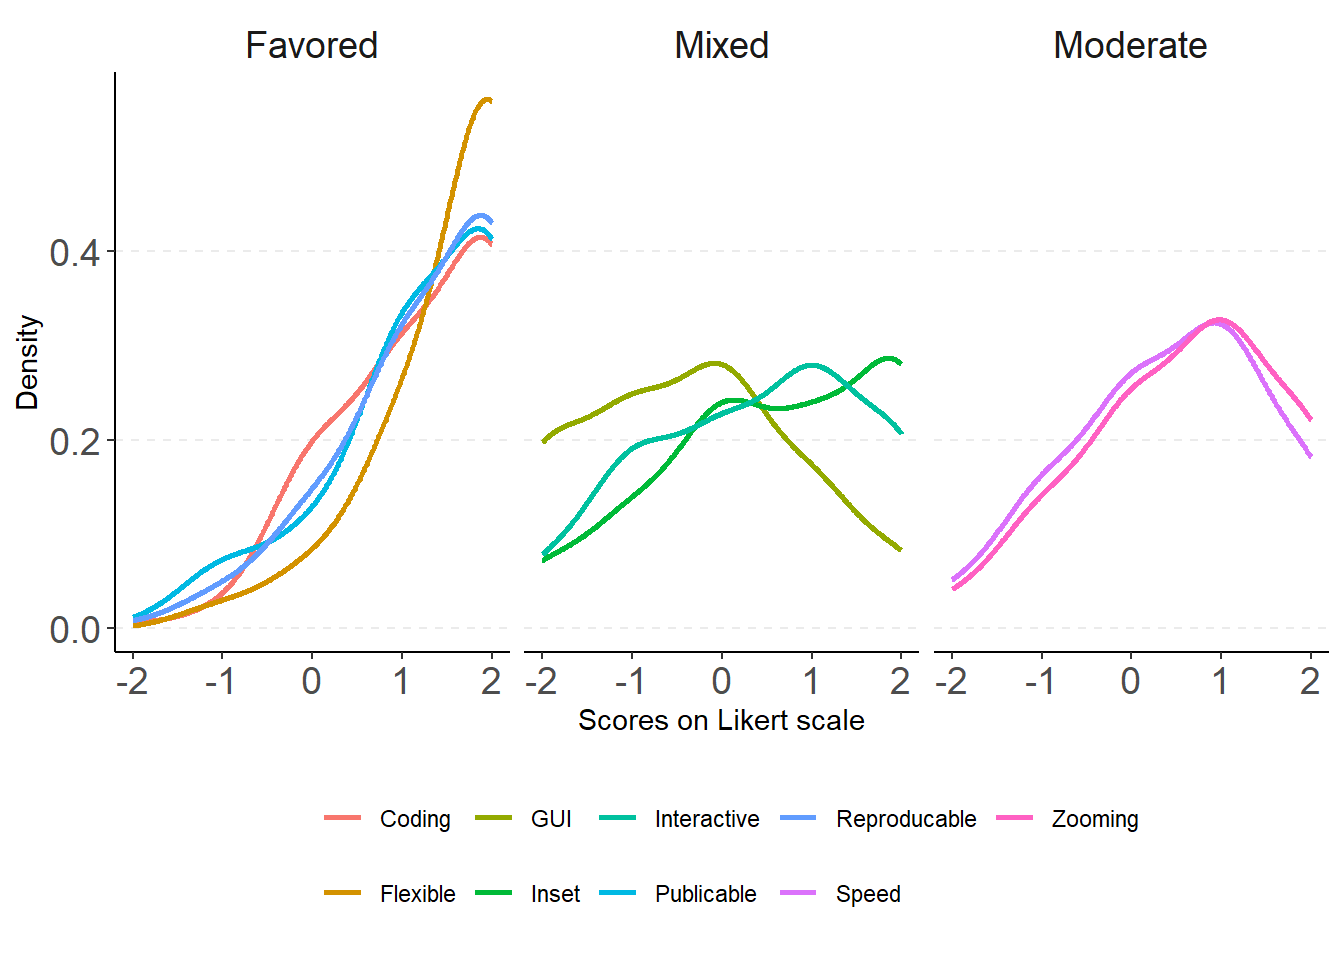 Favored Mixed Moderate
0.4
0.2
0.0
Density
-2 -1 0 1 2 -2 -1 0 1 2 -2 -1 0 1 2
Scores on Likert scale
Coding GUI Interactive Reproducable Zooming
Flexible Inset Publicable Speed